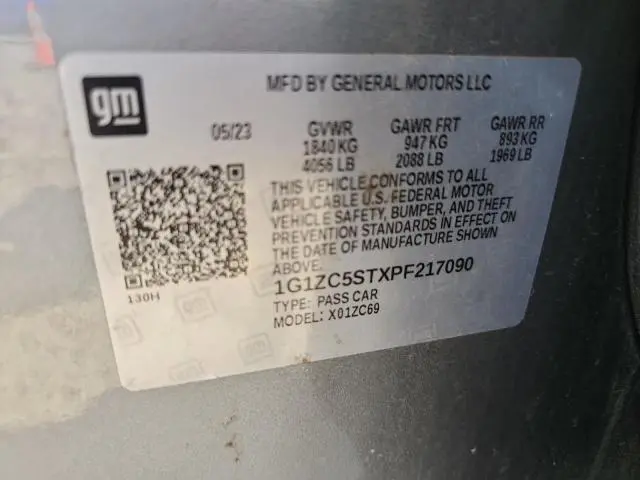 gm
MFD BY GENERAL MOTORS LLC
05/23 GVWR GAWR FRT GAWR RR
1840 KG 947 KG 893 KG
4056 LB 2088 LB 1969 LB
THIS VEHICLE CONFORMS TO ALL
APPLICABLE U.S. FEDERAL MOTOR
VEHICLE SAFETY, BUMPER, AND THEFT
PREVENTION STANDARDS IN EFFECT ON
THE DATE OF MANUFACTURE SHOWN
ABOVE.
130H
1G1ZC5STXPF217090
TYPE: PASS CAR
MODEL: X01ZC69